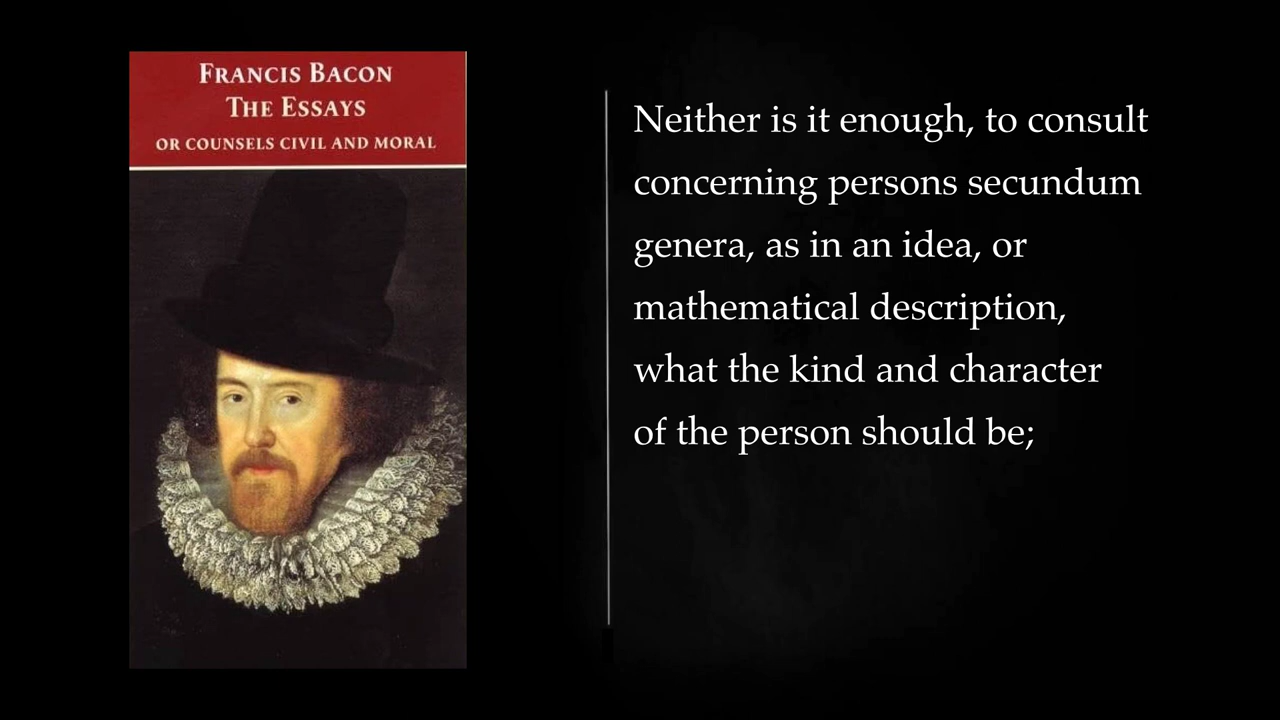 FRANCIS BACON
THE ESSAYS
OR COUNSELS CIVIL AND MORAL
Neither is it enough, to consult
concerning persons secundum
genera, as in an idea, or
mathematical description,
what the kind and character
of the person should be;